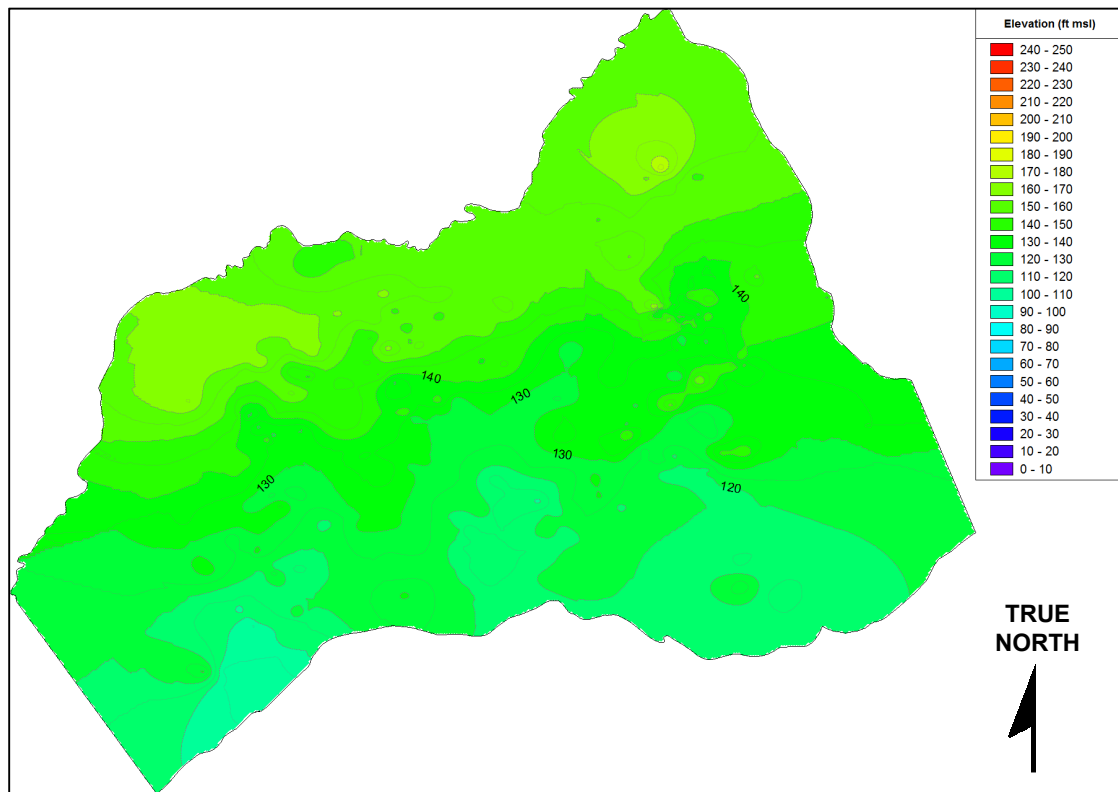 Elevation (ft msl)
240 - 250
230 - 240
220 - 230
210 - 220
200 - 210
190 - 200
180 - 190
170 - 180
160 - 170
150 - 160
140 - 150
130 - 140
120 - 130
110 - 120
100 - 110
90 - 100
80 - 90
70 - 80
60 - 70
50 - 60
40 - 50
30 - 40
20 - 30
10 - 20
0 - 10
140
140
130
130
130
120
TRUE
NORTH